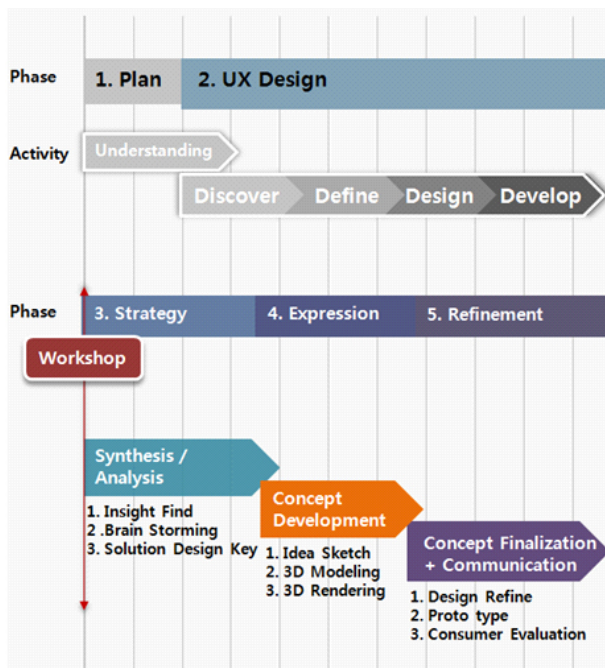 Phase
1. Plan
2. UX Design
Activity
Understanding
Discover
Define
Design
Develop
Phase
3. Strategy
4. Expression
5. Refinement
Workshop
Synthesis /
Analysis
1. Insight Find
2 .Brain Storming
3. Solution Design Key
Concept
Development
1. Idea Sketch
2. 3D Modeling
3. 3D Rendering
Concept Finalization
+ Communication
1. Design Refine
2. Proto type
3. Consumer Evaluation